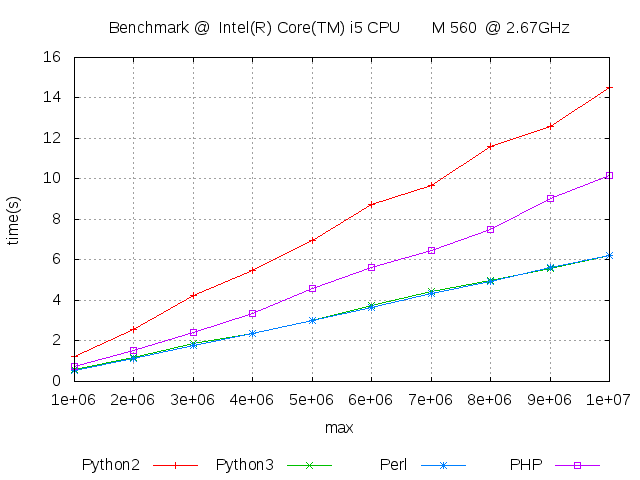 Benchmark @ Intel(R) Core(TM) i5 CPU M 560 @ 2.67GHz
16
14
12
10
8
6
4
2
0
time(s)
1e+06 2e+06 3e+06 4e+06 5e+06 6e+06 7e+06 8e+06 9e+06 1e+07
max
Python2 Python3 Perl PHP